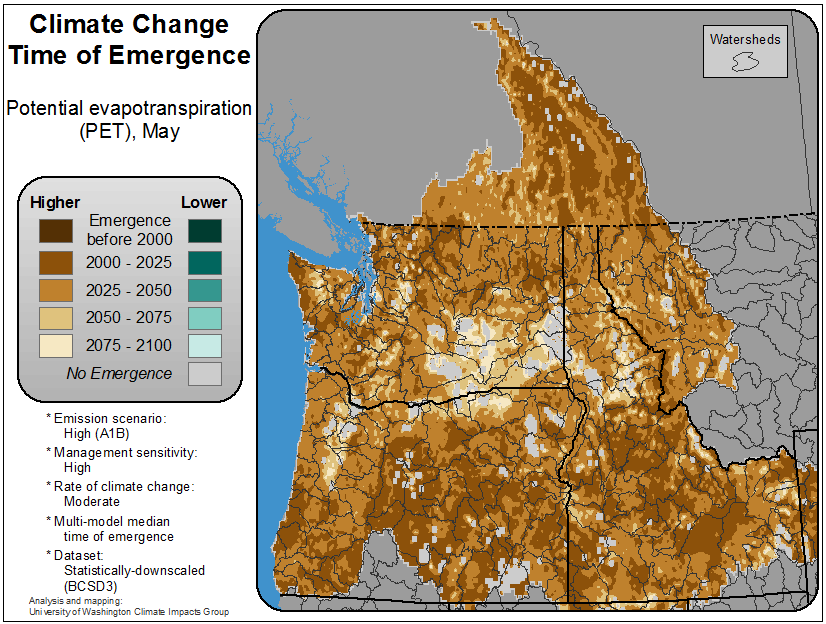 Climate Change
Time of Emergence
Potential evapotranspiration
(PET), May
Higher
Lower
Emergence
before 2000
2000 - 2025
2025 - 2050
2050 - 2075
2075 - 2100
No Emergence
* Emission scenario:
High (A1B)
* Management sensitivity:
High
* Rate of climate change:
Moderate
* Multi-model median
time of emergence
* Dataset:
Statistically-downscaled
(BCSD3)
Analysis and mapping:
University of Washington Climate Impacts Group
Watersheds